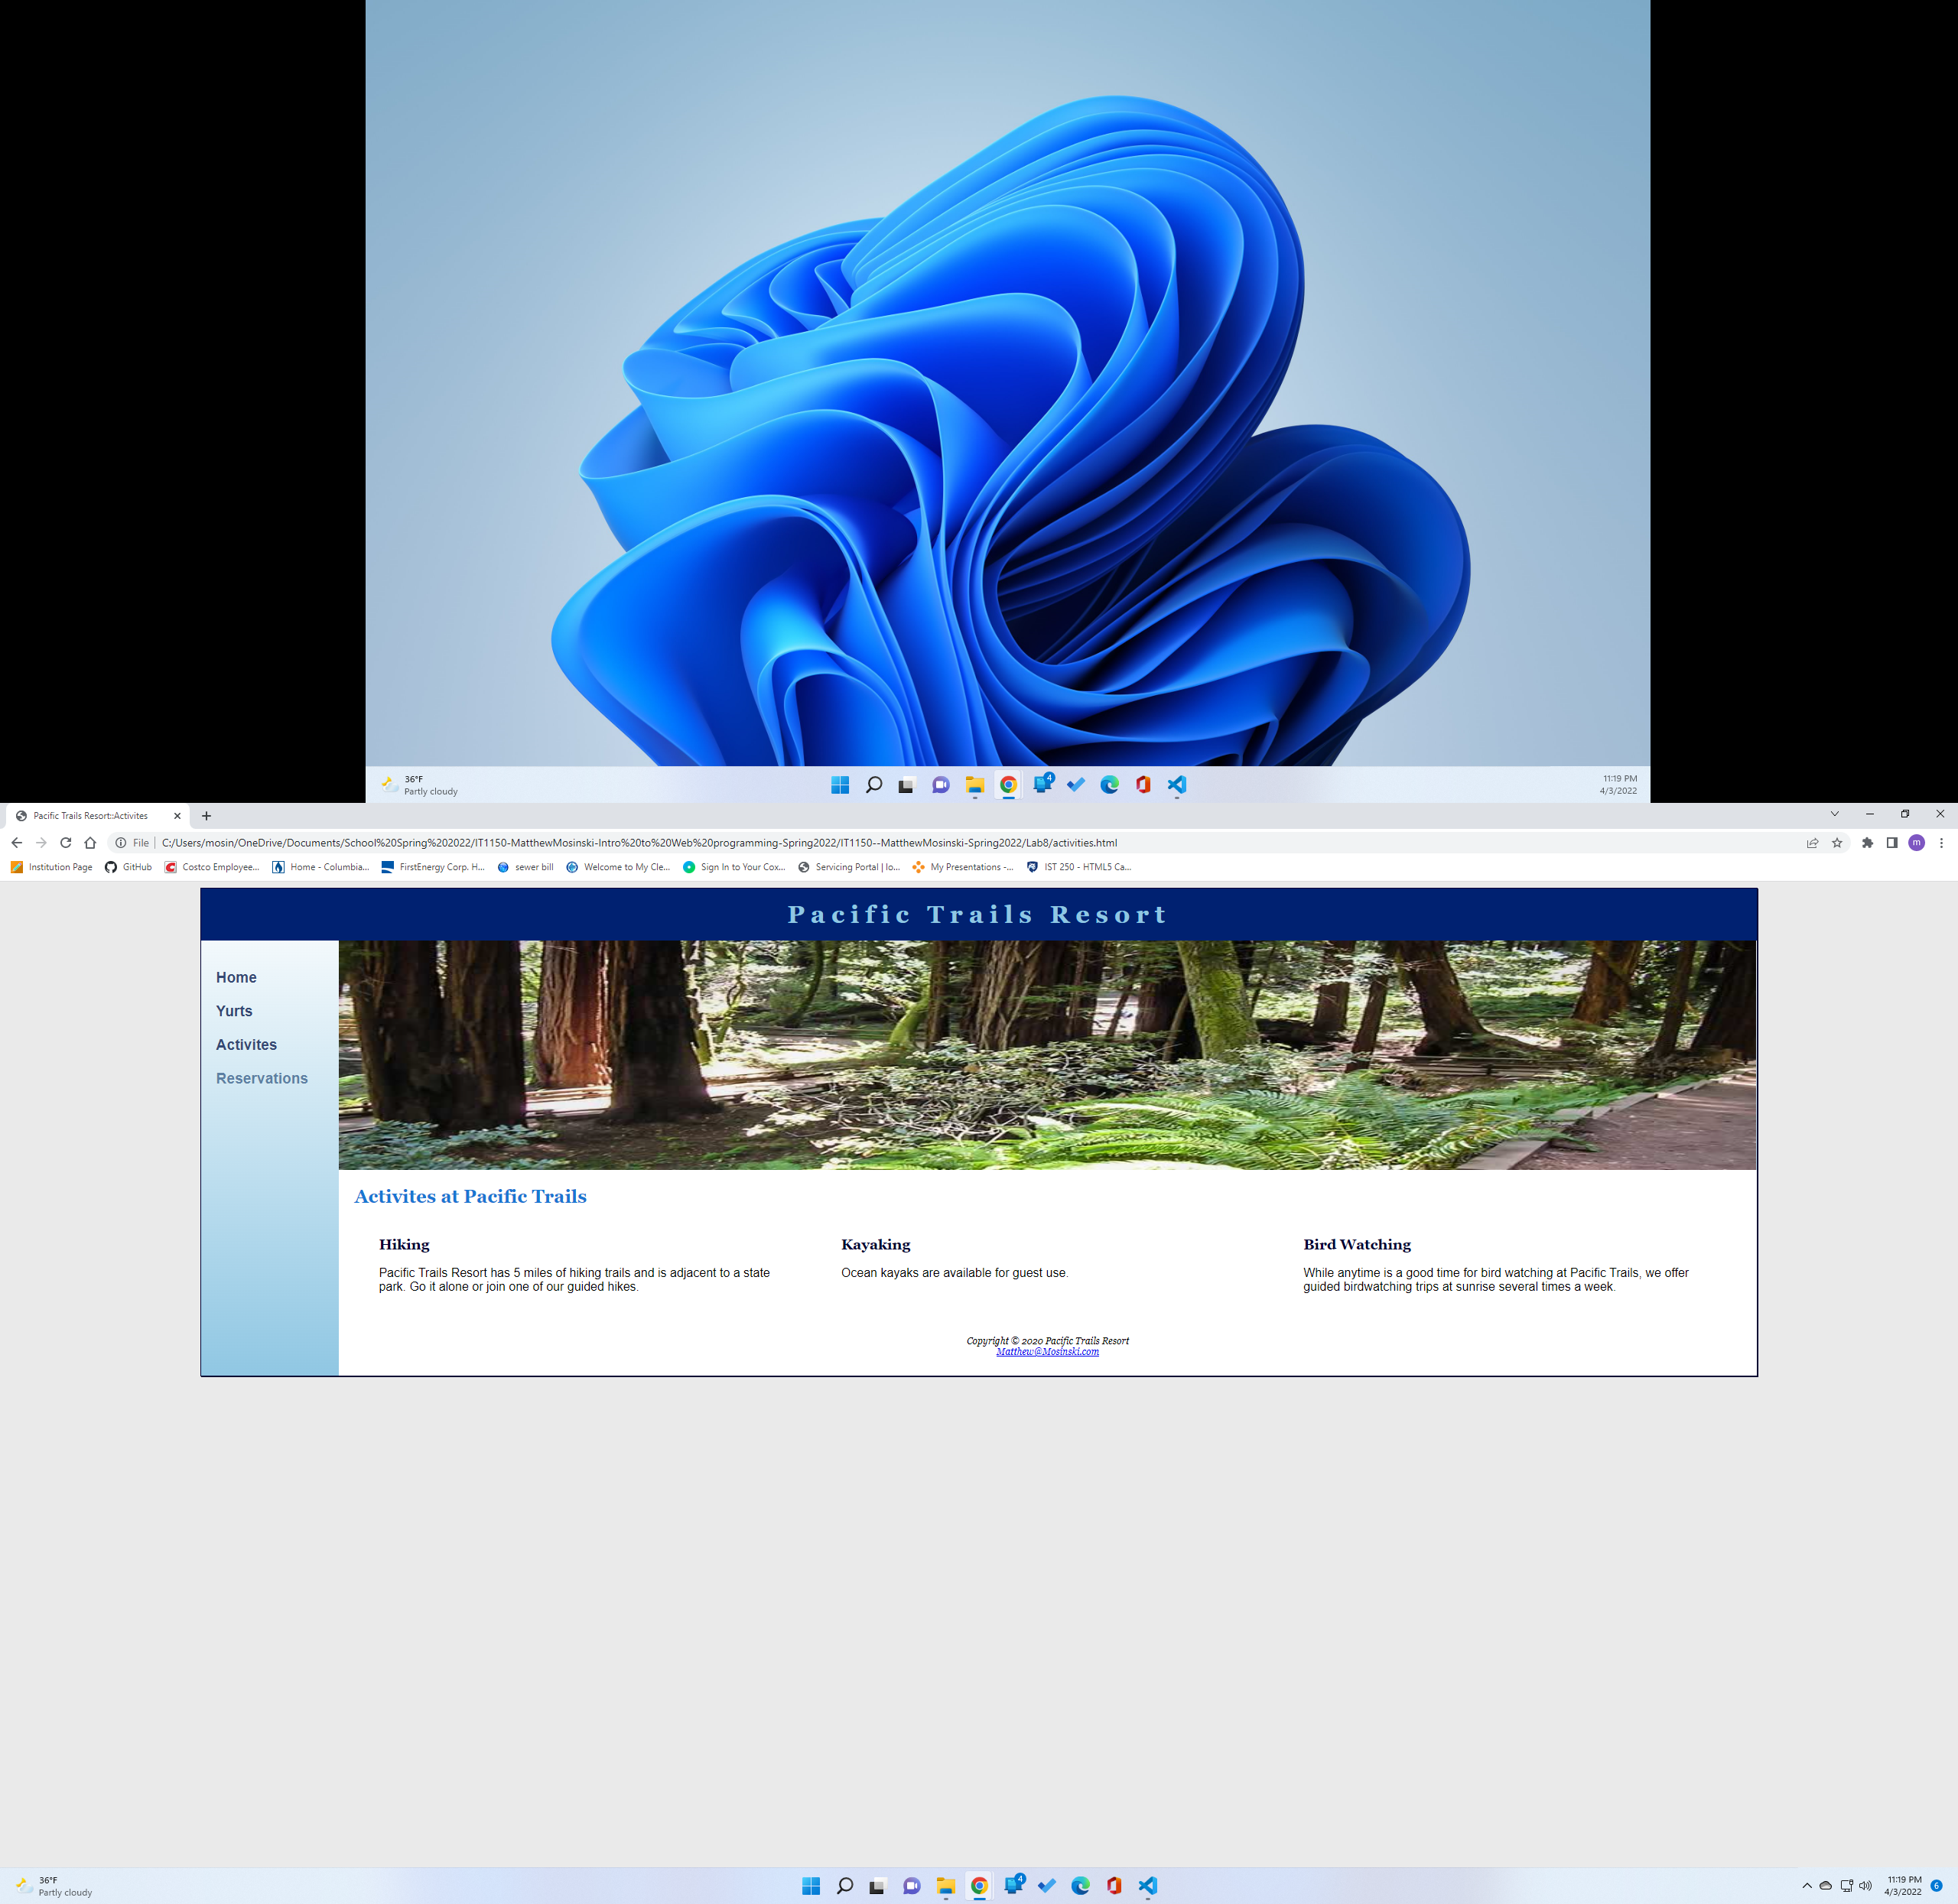 36°F
Partly cloudy
4
11:19 PM
4/3/2022
Pacific Trails Resort::Activites
File
C:/Users/mosin/OneDrive/Documents/School%20Spring%202022/IT1150-MatthewMosinski-Intro%20to%20Web%20programming-Spring2022/IT1150--MatthewMosinski-Spring2022/Lab8/activities.html
m
Institution Page GitHub Costco Employee... Home - Columbia... FirstEnergy Corp. H... sewer bill Welcome to My Cle... Sign In to Your Cox... Servicing Portal | lo... My Presentations -... IST 250 - HTML5 Ca...
Pacific Trails Resort
Home
Yurts
Activites
Reservations
Activites at Pacific Trails
Hiking
Pacific Trails Resort has 5 miles of hiking trails and is adjacent to a state
park. Go it alone or join one of our guided hikes.
Kayaking
Ocean kayaks are available for guest use.
Bird Watching
While anytime is a good time for bird watching at Pacific Trails, we offer
guided birdwatching trips at sunrise several times a week.
Copyright © 2020 Pacific Trails Resort
Matthew@Mosinski.com
36°F
Partly cloudy
4
11:19 PM
4/3/2022
6